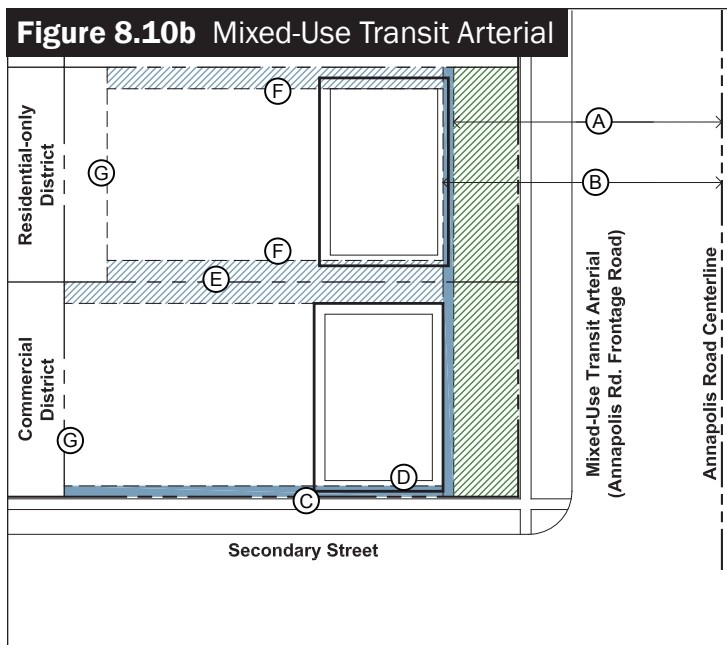 Figure 8.10b Mixed-Use Transit Arterial
Residential-only
District
F
G
F
E
A
B
Commercial
District
G
D
C
Mixed-Use Transit Arterial
(Annapolis Rd. Frontage Road)
Annapolis Road Centerline
Secondary Street